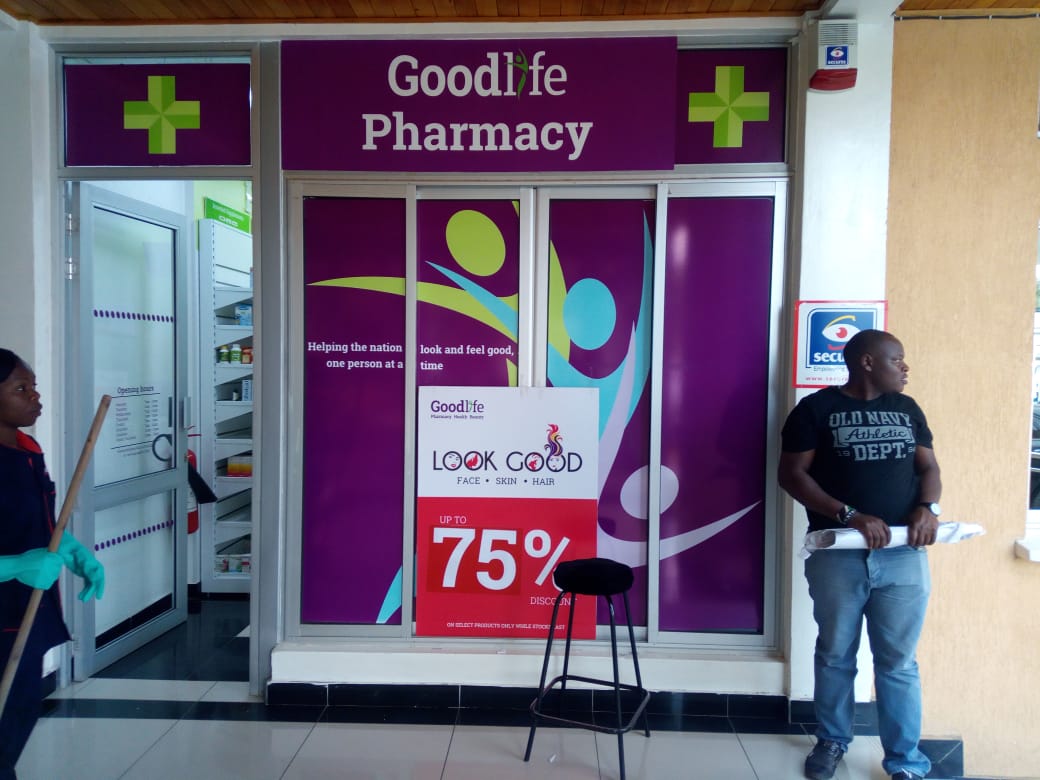 Goodlife
Pharmacy
secure
Helping the nation look and feel good,
one person at a time
Opening hours
Goodlife
Pharmacy Health Beauty
LOOK GOOD
FACE • SKIN • HAIR
UP TO
75%
DISCOUNT
ON SELECT PRODUCTS ONLY WHILE STOCKS LAST
OLD NAVY
Athletic
DEPT.